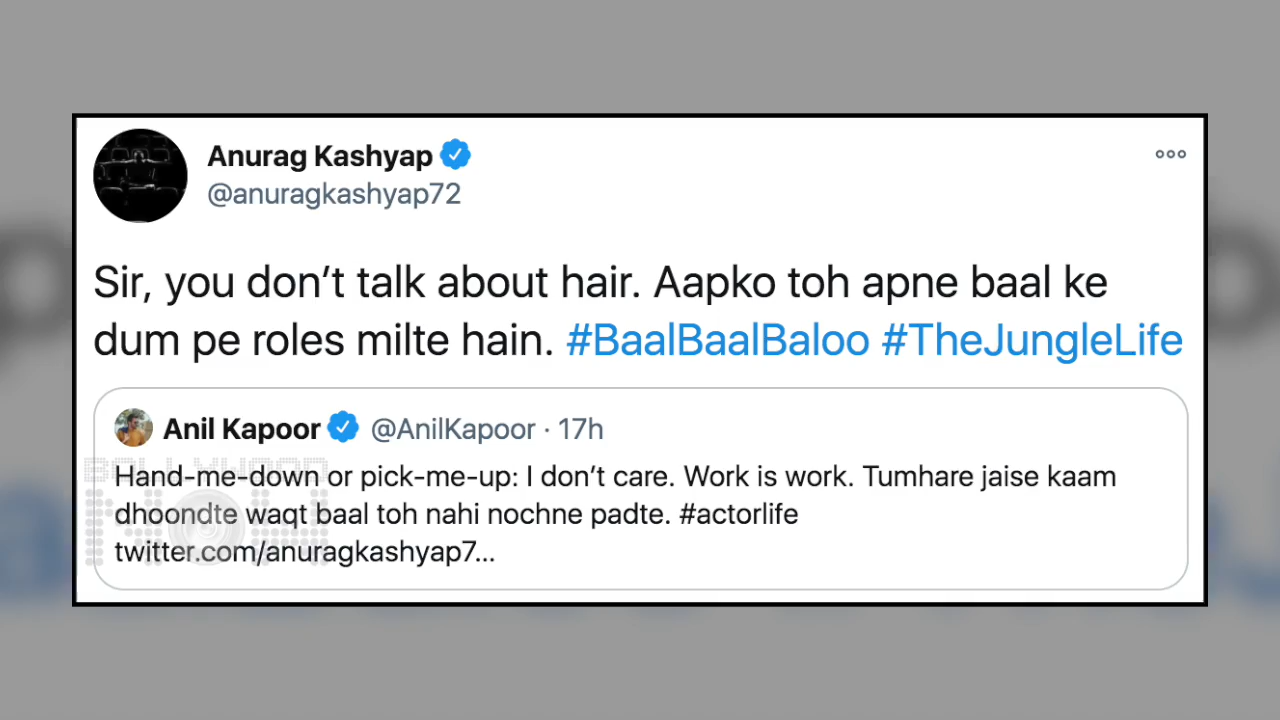 Anurag Kashyap
@anuragkashyap72
Sir, you don’t talk about hair. Aapko toh apne baal ke
dum pe roles milte hain. #BaalBaalBaloo #TheJungleLife
Anil Kapoor @AnilKapoor · 17h
Hand-me-down or pick-me-up: I don’t care. Work is work. Tumhare jaise kaam
dhoondte waqt baal toh nahi nochne padte. #actorlife
twitter.com/anuragkashyap7...
BOLLYWOOD
NOW